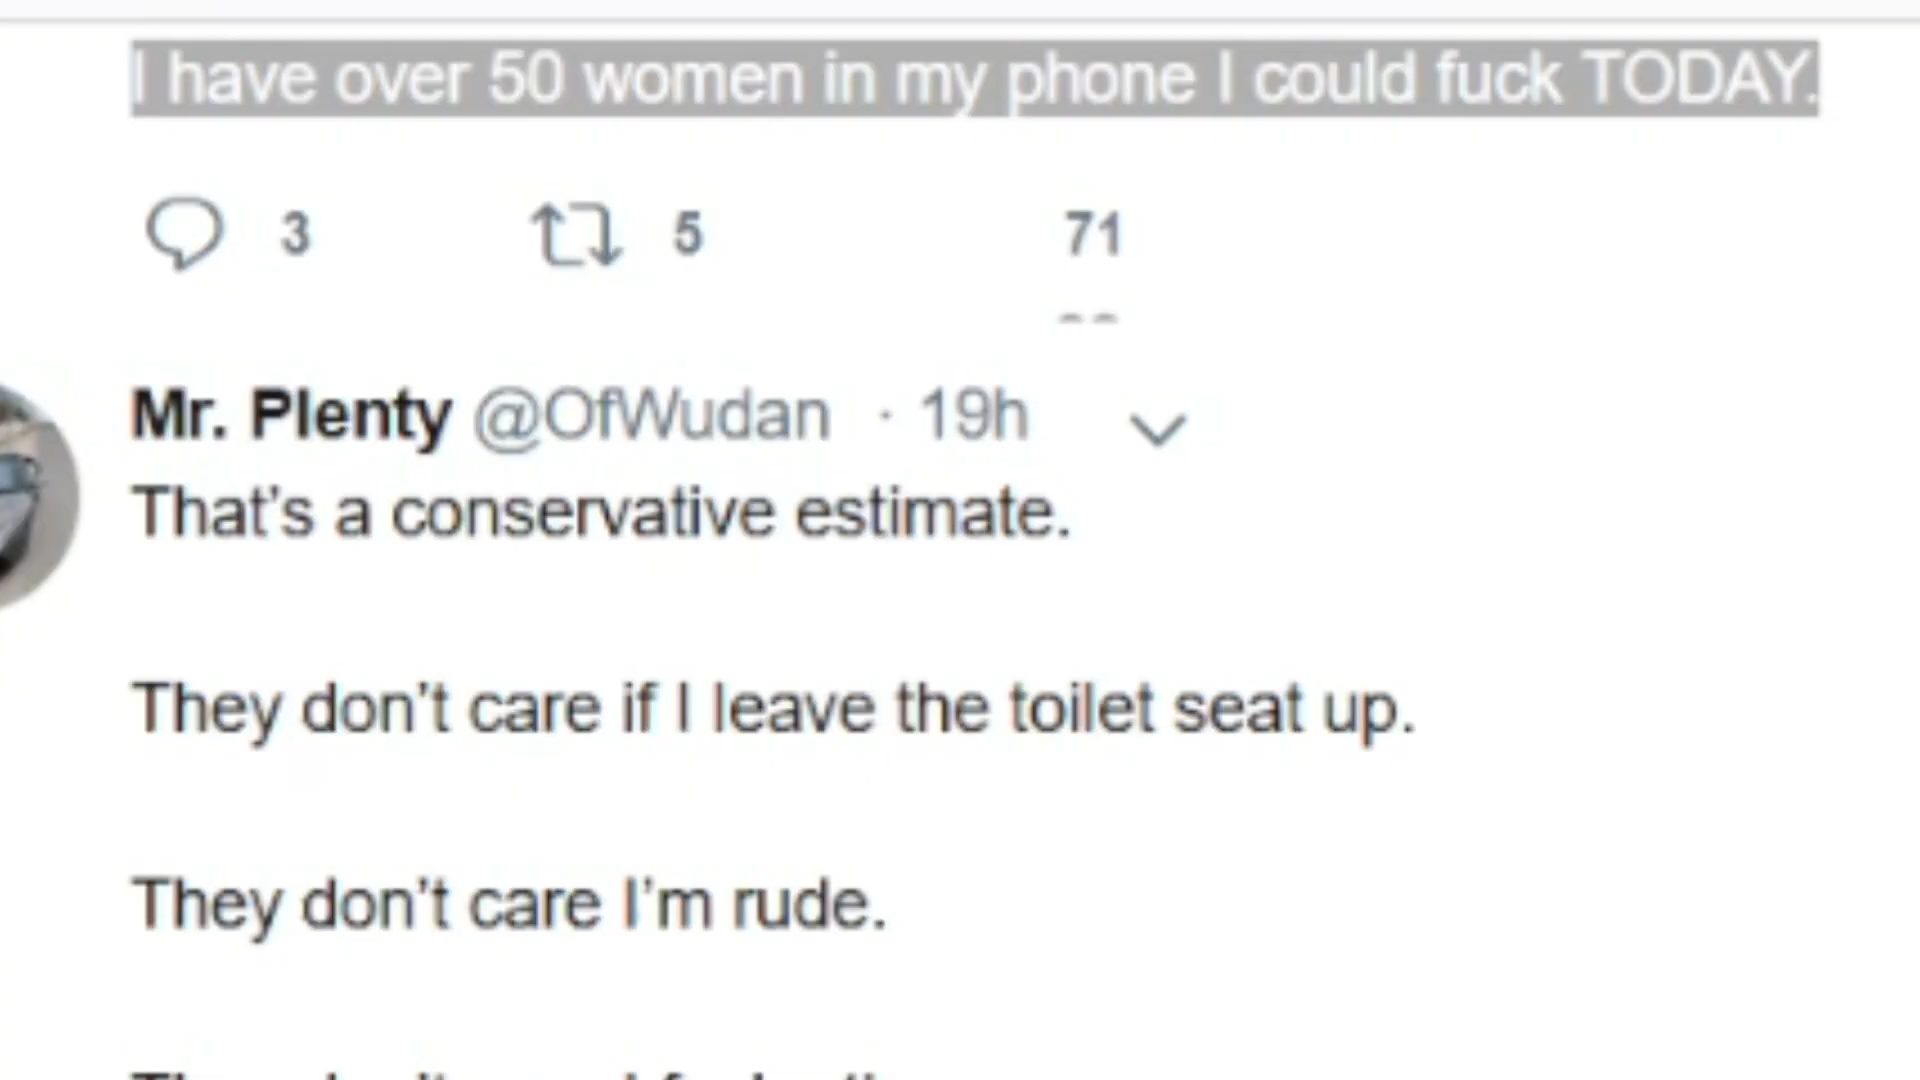 I have over 50 women in my phone I could fuck TODAY.
3 5 71
Mr. Plenty @OfWudan · 19h
That's a conservative estimate.
They don't care if I leave the toilet seat up.
They don't care I'm rude.